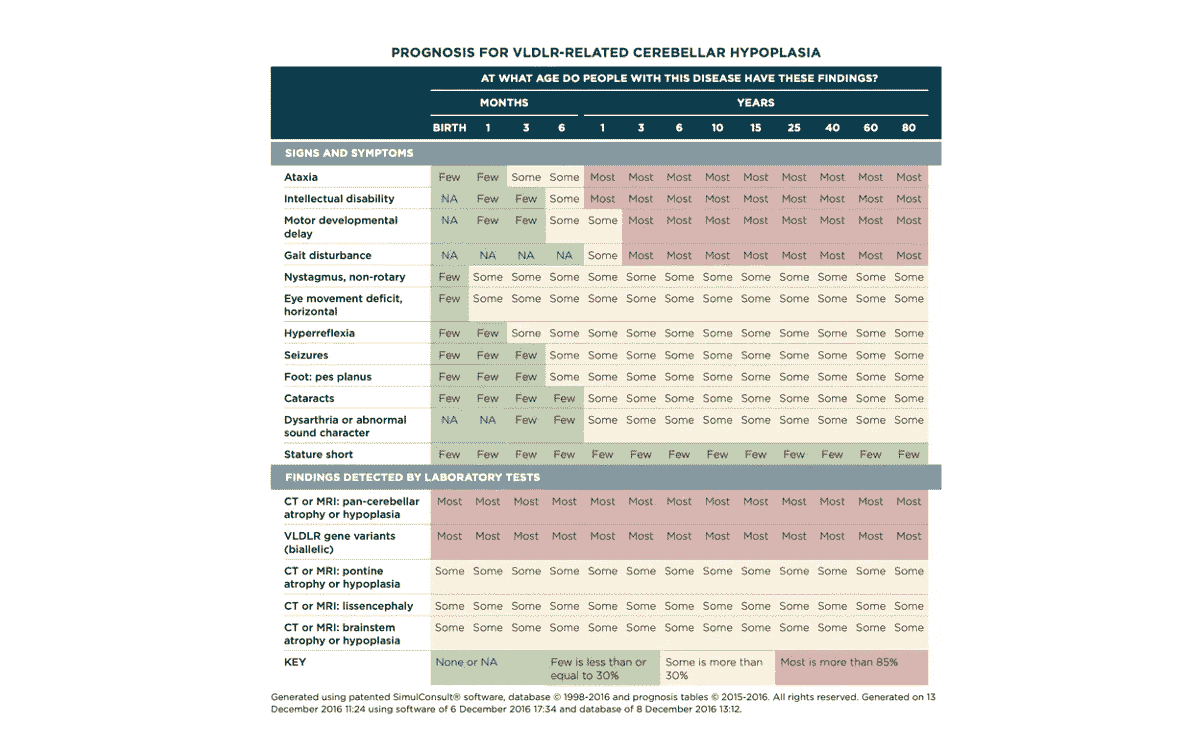 PROGNOSIS FOR VLDLR-RELATED CEREBELLAR HYPOPLASIA
AT WHAT AGE DO PEOPLE WITH THIS DISEASE HAVE THESE FINDINGS?
MONTHS YEARS
BIRTH 1 3 6 1 3 6 10 15 25 40 60 80
SIGNS AND SYMPTOMS
Ataxia Few Few Some Some Most Most Most Most Most Most Most Most Most
Intellectual disability NA Few Few Some Most Most Most Most Most Most Most Most Most
Motor developmental NA Few Few Some Some Most Most Most Most Most Most Most Most
delay
Gait disturbance NA NA NA NA Some Most Most Most Most Most Most Most Most
Nystagmus, non-rotary Few Some Some Some Some Some Some Some Some Some Some Some Some
Eye movement deficit, Few Some Some Some Some Some Some Some Some Some Some Some Some
horizontal
Hyperreflexia Few Few Some Some Some Some Some Some Some Some Some Some Some
Seizures Few Few Few Some Some Some Some Some Some Some Some Some Some
Foot: pes planus Few Few Few Some Some Some Some Some Some Some Some Some Some
Cataracts Few Few Few Few Some Some Some Some Some Some Some Some Some
Dysarthria or abnormal NA NA Few Few Some Some Some Some Some Some Some Some Some
sound character
Stature short Few Few Few Few Few Few Few Few Few Few Few Few Few
FINDINGS DETECTED BY LABORATORY TESTS
CT or MRI: pan-cerebellar Most Most Most Most Most Most Most Most Most Most Most Most Most
atrophy or hypoplasia
VLDLR gene variants Most Most Most Most Most Most Most Most Most Most Most Most Most
(biallelic)
CT or MRI: pontine Some Some Some Some Some Some Some Some Some Some Some Some Some
atrophy or hypoplasia
CT or MRI: lissencephaly Some Some Some Some Some Some Some Some Some Some Some Some Some
CT or MRI: brainstem Some Some Some Some Some Some Some Some Some Some Some Some Some
atrophy or hypoplasia
KEY None or NA Few is less than or Some is more than Most is more than 85%
equal to 30% 30%
Generated using patented SimulConsult® software, database © 1998-2016 and prognosis tables © 2015-2016. All rights reserved. Generated on 13
December 2016 11:24 using software of 6 December 2016 17:34 and database of 8 December 2016 13:12.